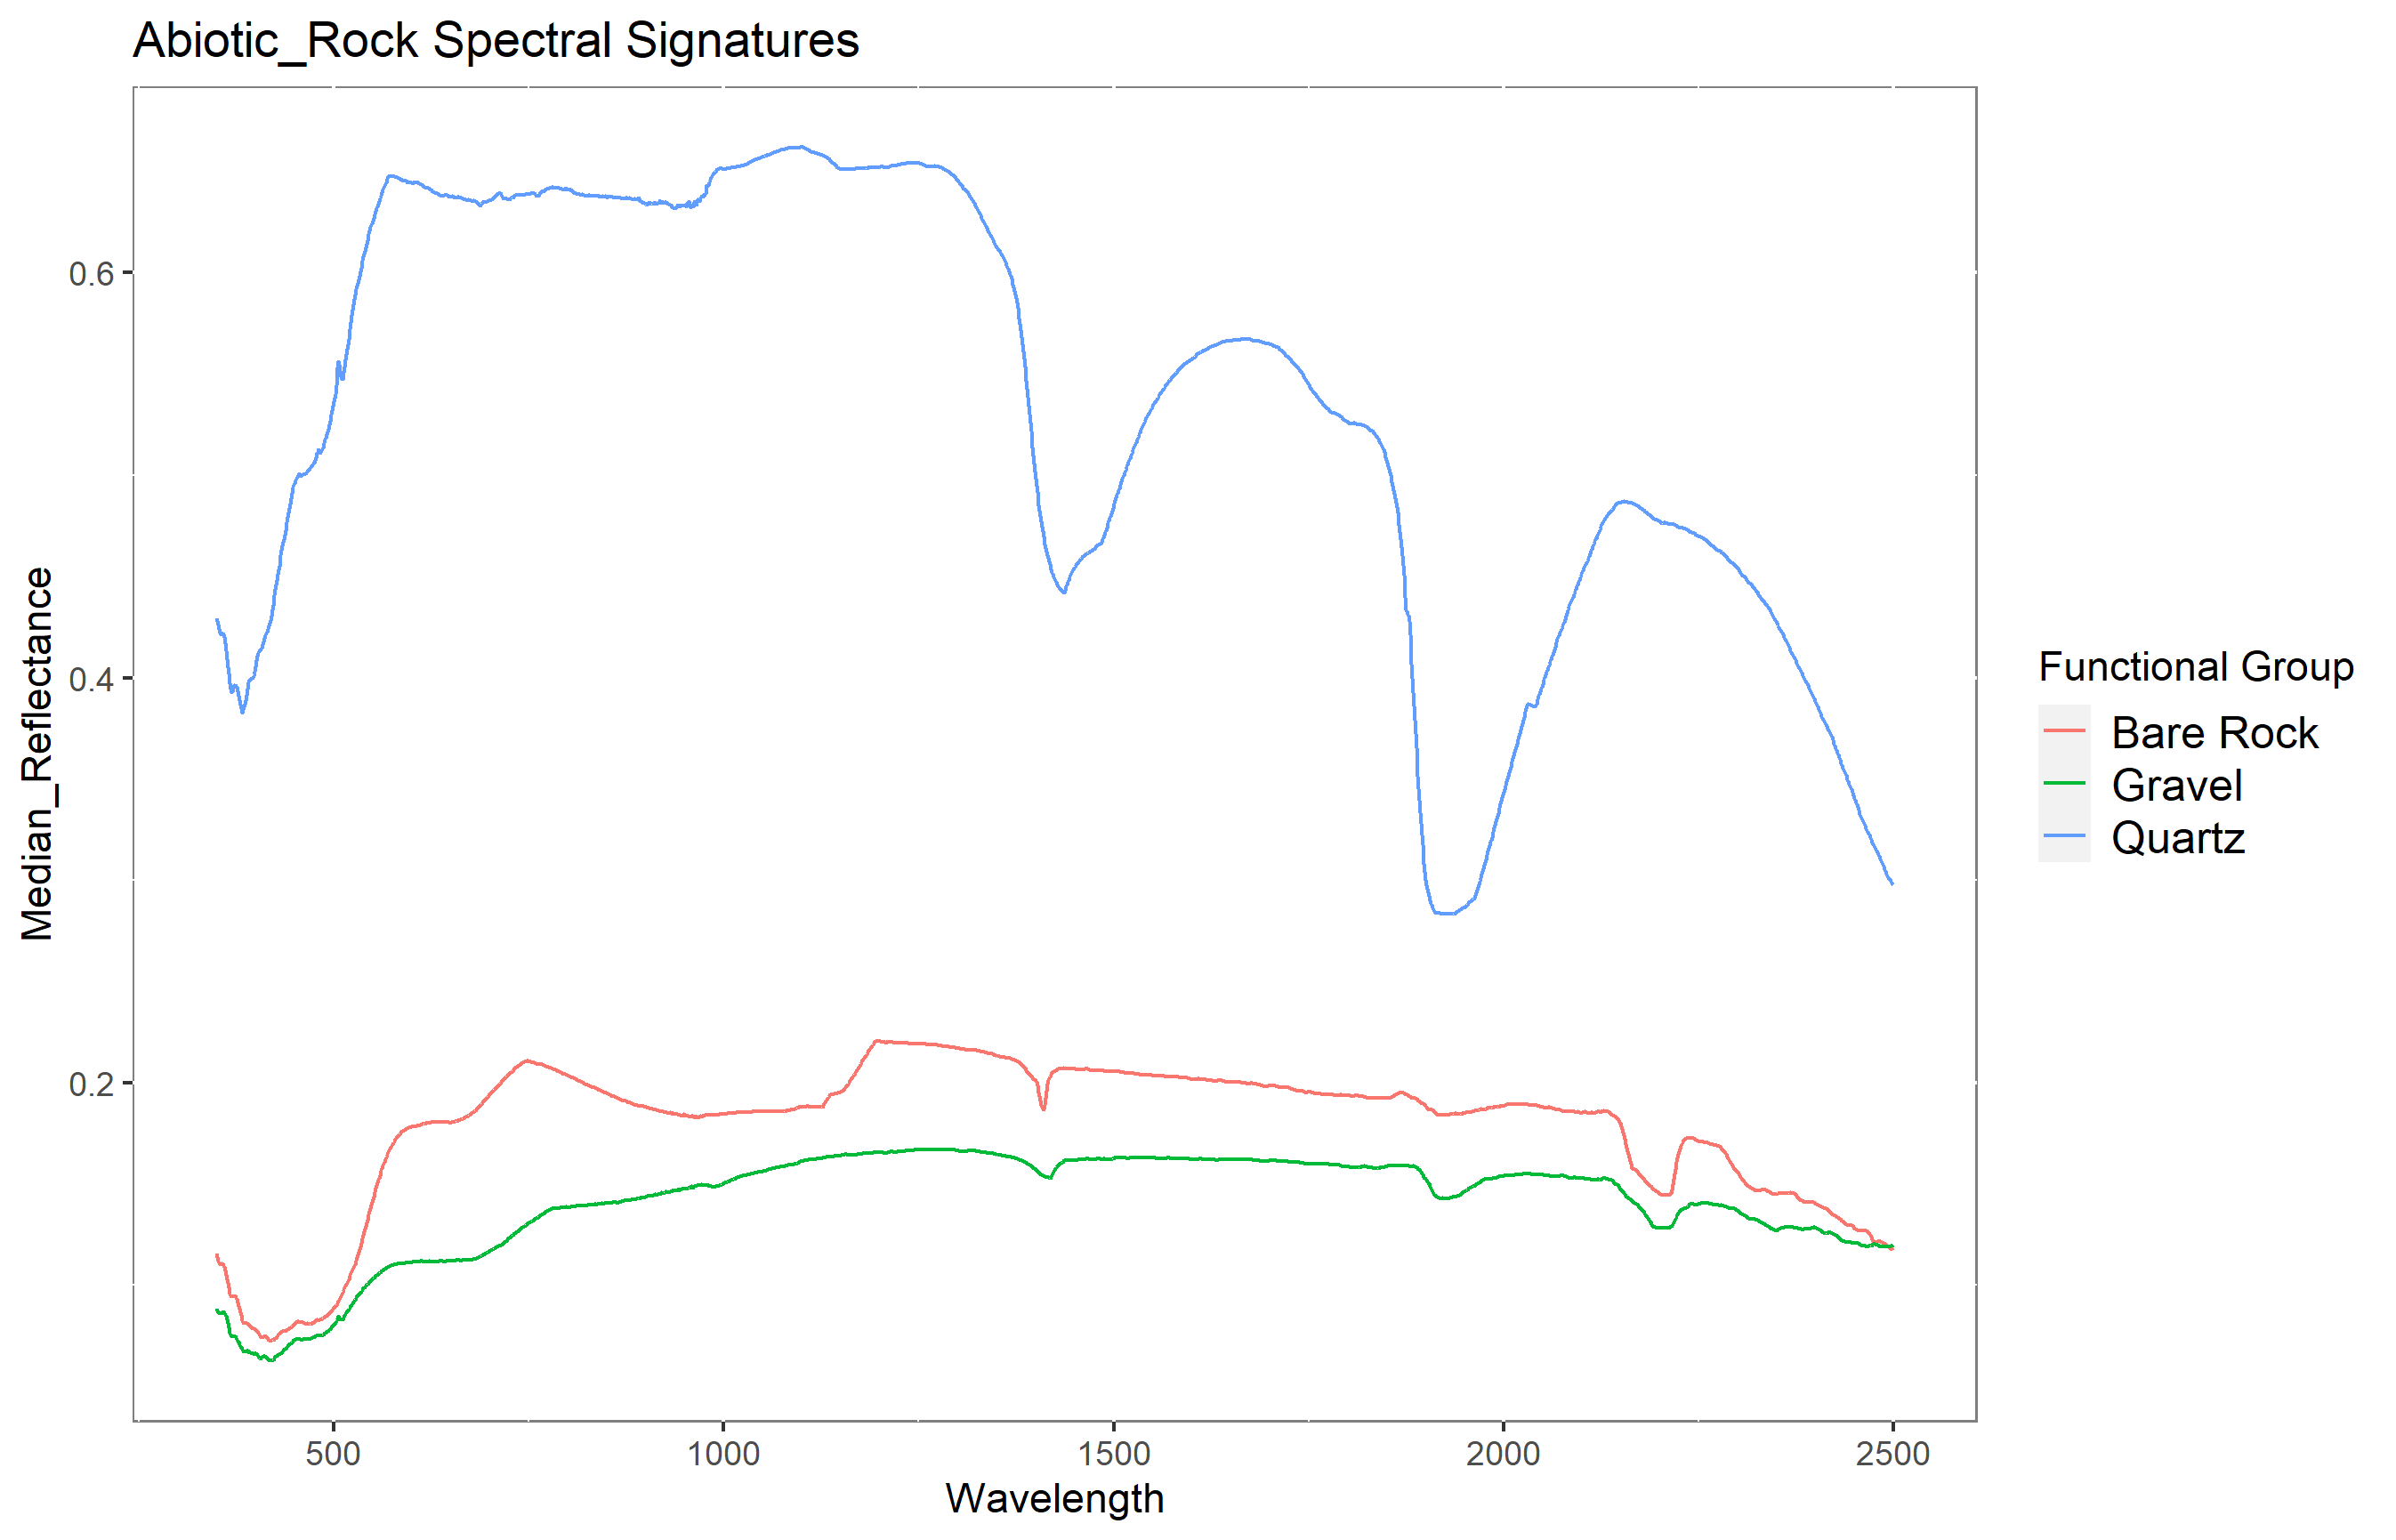 Abiotic_Rock Spectral Signatures
Median_Reflectance
0.6
0.4
0.2
500 1000 1500 2000 2500
Wavelength
Functional Group
Bare Rock
Gravel
Quartz